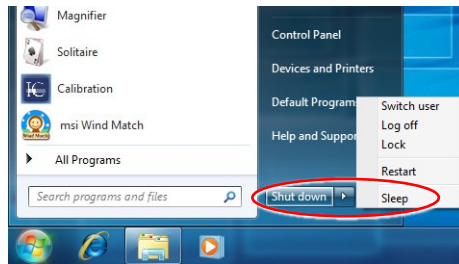 Magnifier
Solitaire
Calibration
msi Wind Match
All Programs
Search programs and files
Control Panel
Devices and Printers
Default Program
Help and Suppor
Shut down
Switch user
Log off
Lock
Restart
Sleep